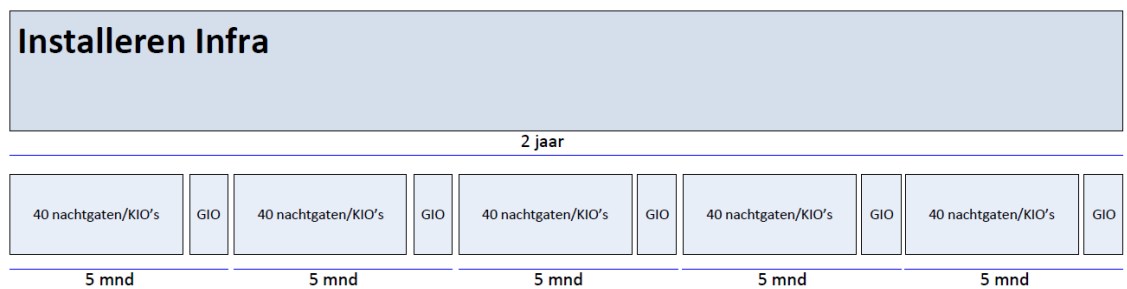 Installeren Infra
2 jaar
40 nachtgaten/KIO's GIO 40 nachtgaten/KIO's GIO 40 nachtgaten/KIO's GIO 40 nachtgaten/KIO's GIO 40 nachtgaten/KIO's GIO
5 mnd 5 mnd 5 mnd 5 mnd 5 mnd